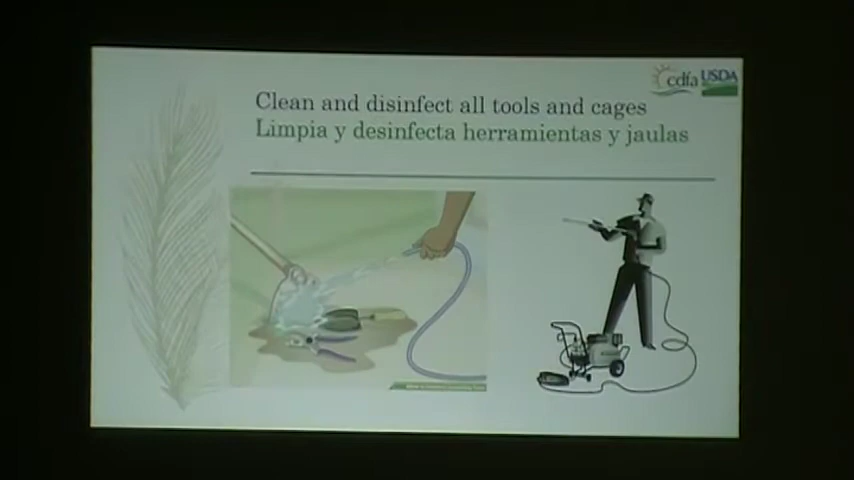 cdfa USDA
Clean and disinfect all tools and cages
Limpia y desinfecta herramientas y jaulas